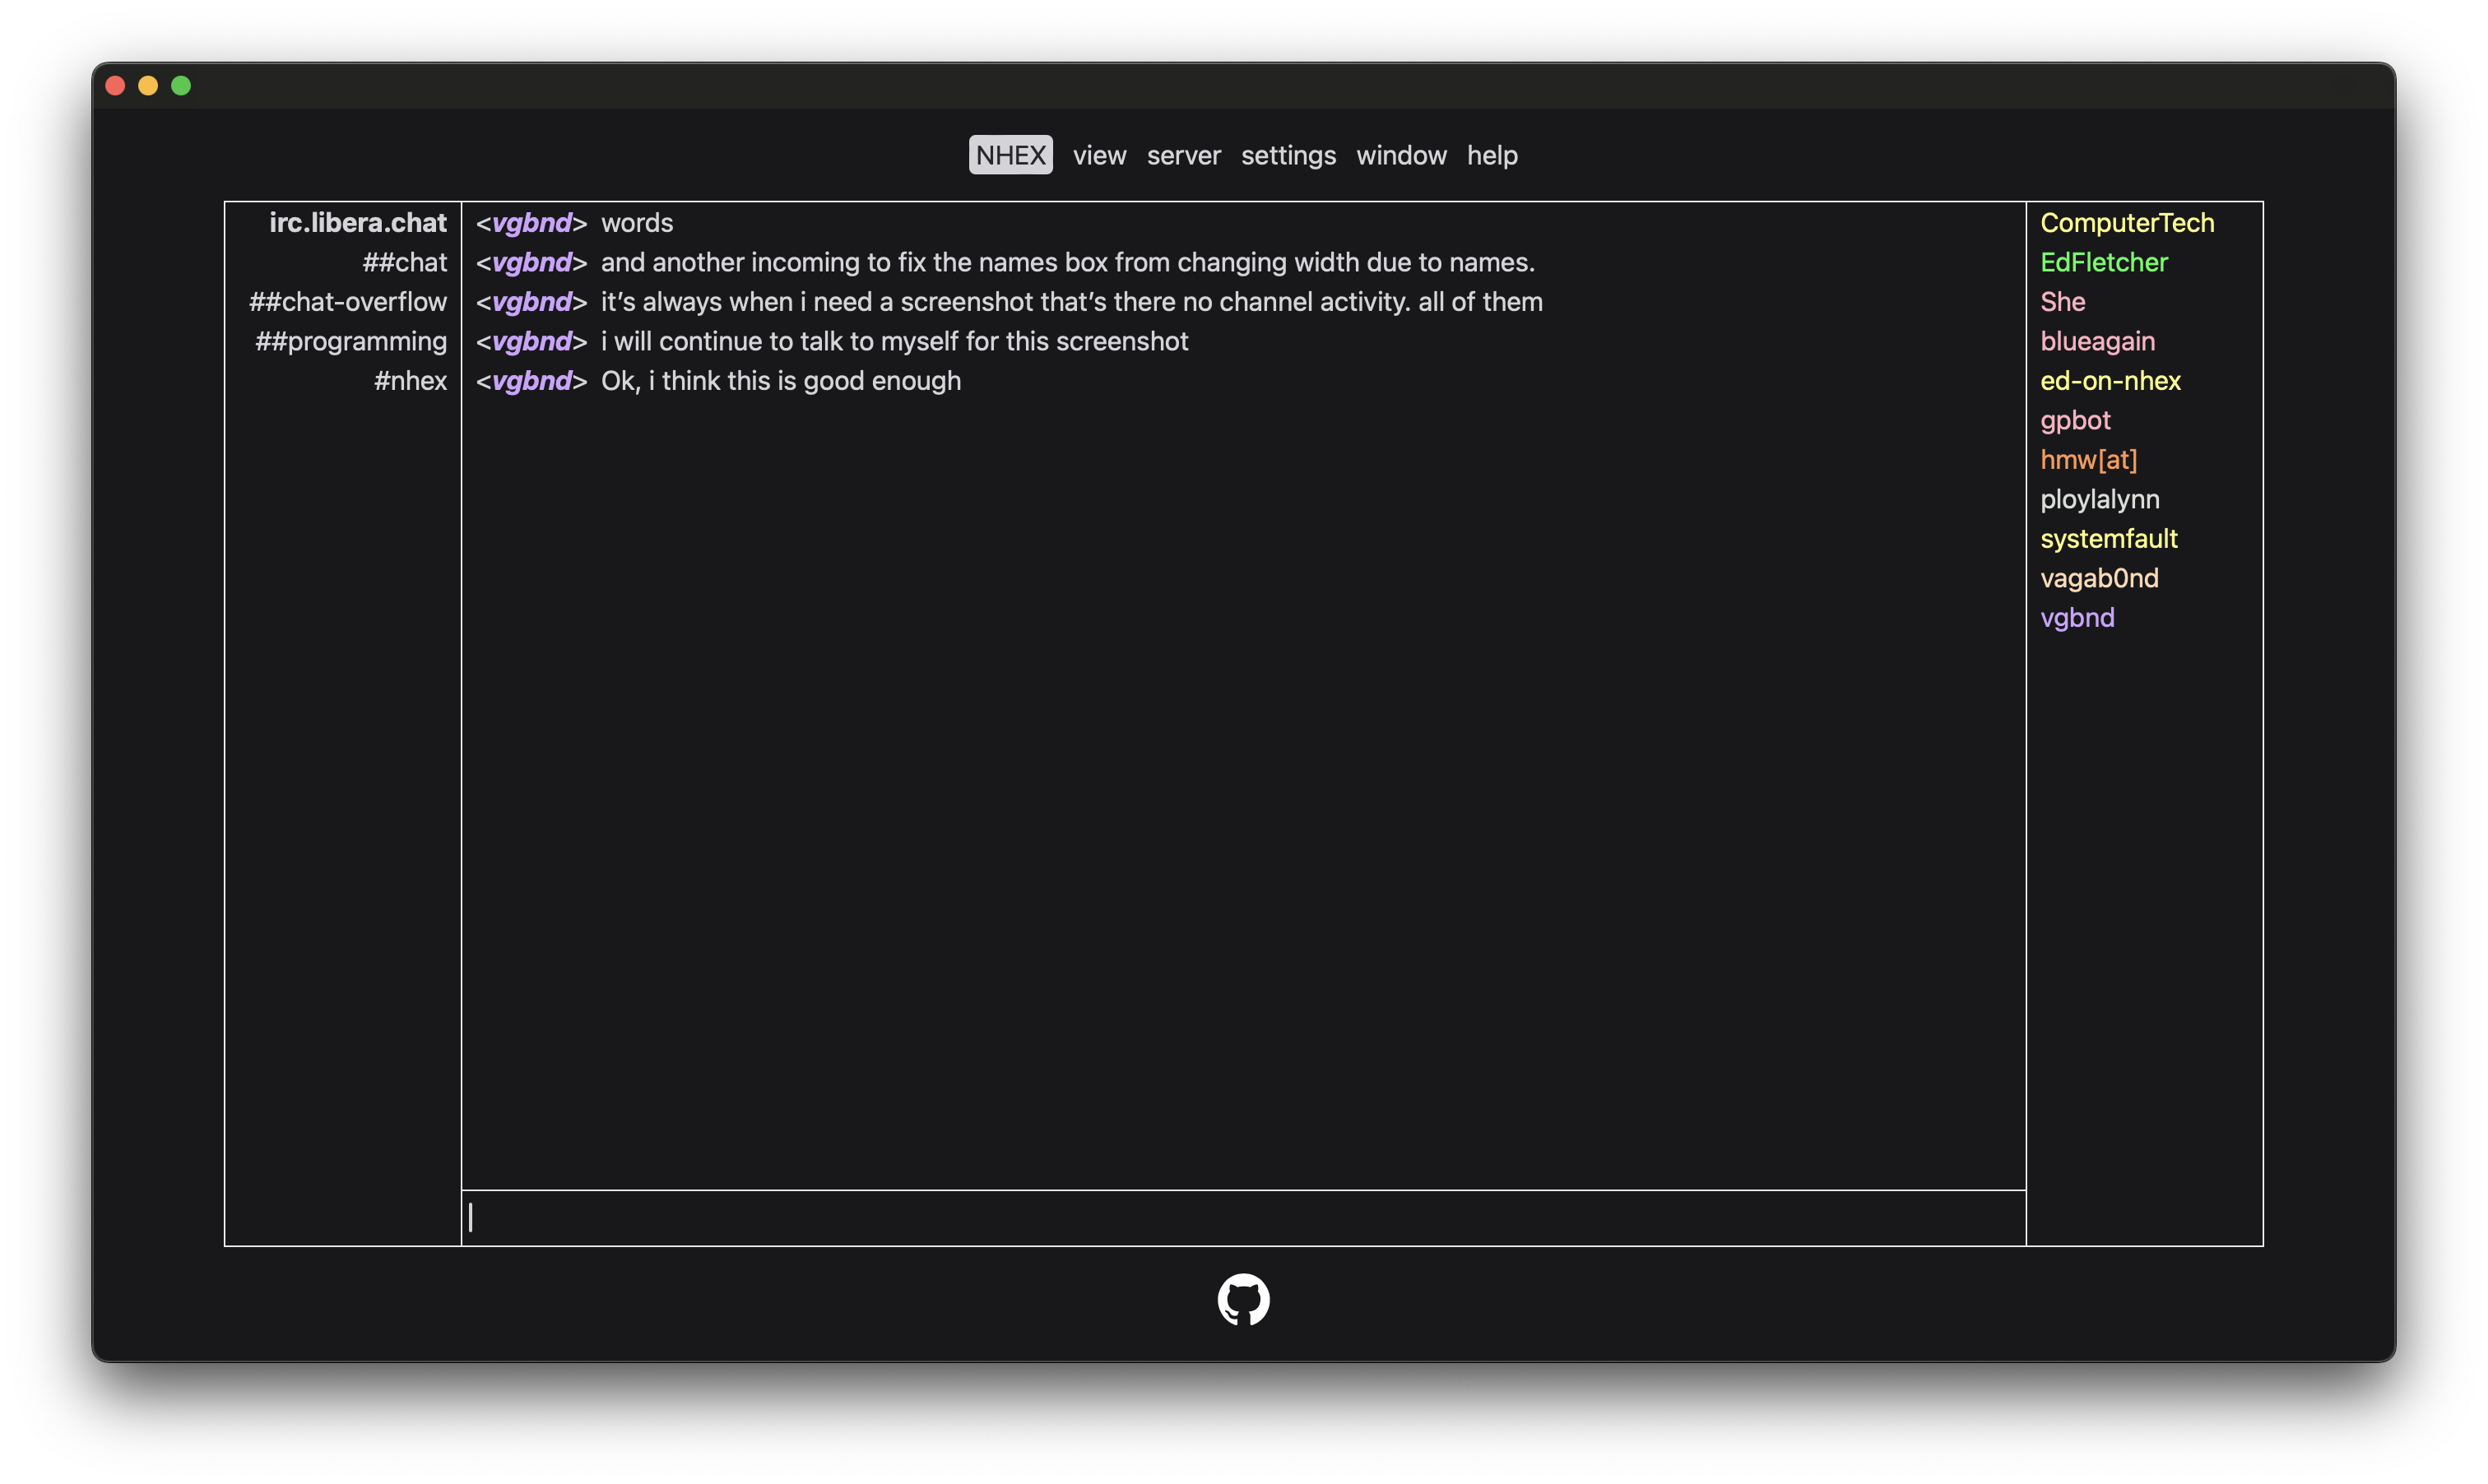 NHEX view server settings window help
irc.libera.chat
##chat
##chat-overflow
##programming
#nhex
<vgbnd> words
<vgbnd> and another incoming to fix the names box from changing width due to names.
<vgbnd> it’s always when i need a screenshot that’s there no channel activity. all of them
<vgbnd> i will continue to talk to myself for this screenshot
<vgbnd> Ok, i think this is good enough
ComputerTech
EdFletcher
She
blueagain
ed-on-nhex
gpbot
hmw[at]
ploylalynn
systemfault
vagab0nd
vgbnd